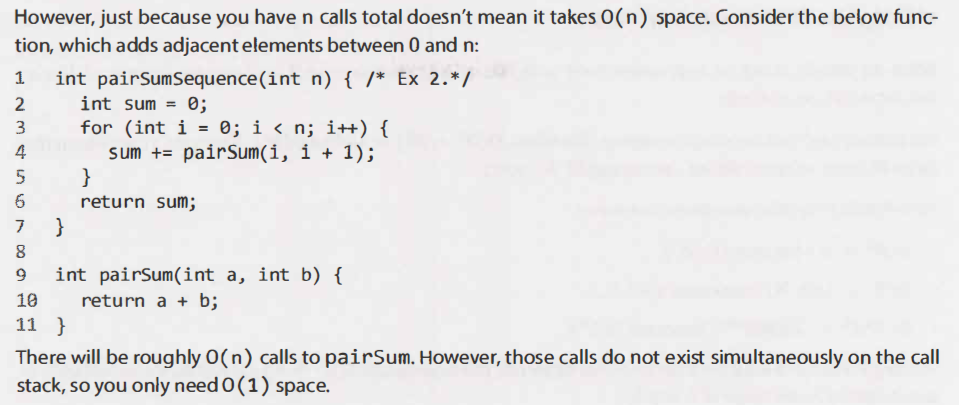 However, just because you have n calls total doesn't mean it takes O(n) space. Consider the below func-
tion, which adds adjacent elements between 0 and n:
1 int pairSumSequence(int n) { /* Ex 2.*/
2 int sum = 0;
3 for (int i = 0; i < n; i++) {
4 sum += pairSum(i, i + 1);
5 }
6 return sum;
7 }
8
9 int pairSum(int a, int b) {
10 return a + b;
11 }
There will be roughly O(n) calls to pairSum. However, those calls do not exist simultaneously on the call
stack, so you only need O(1) space.